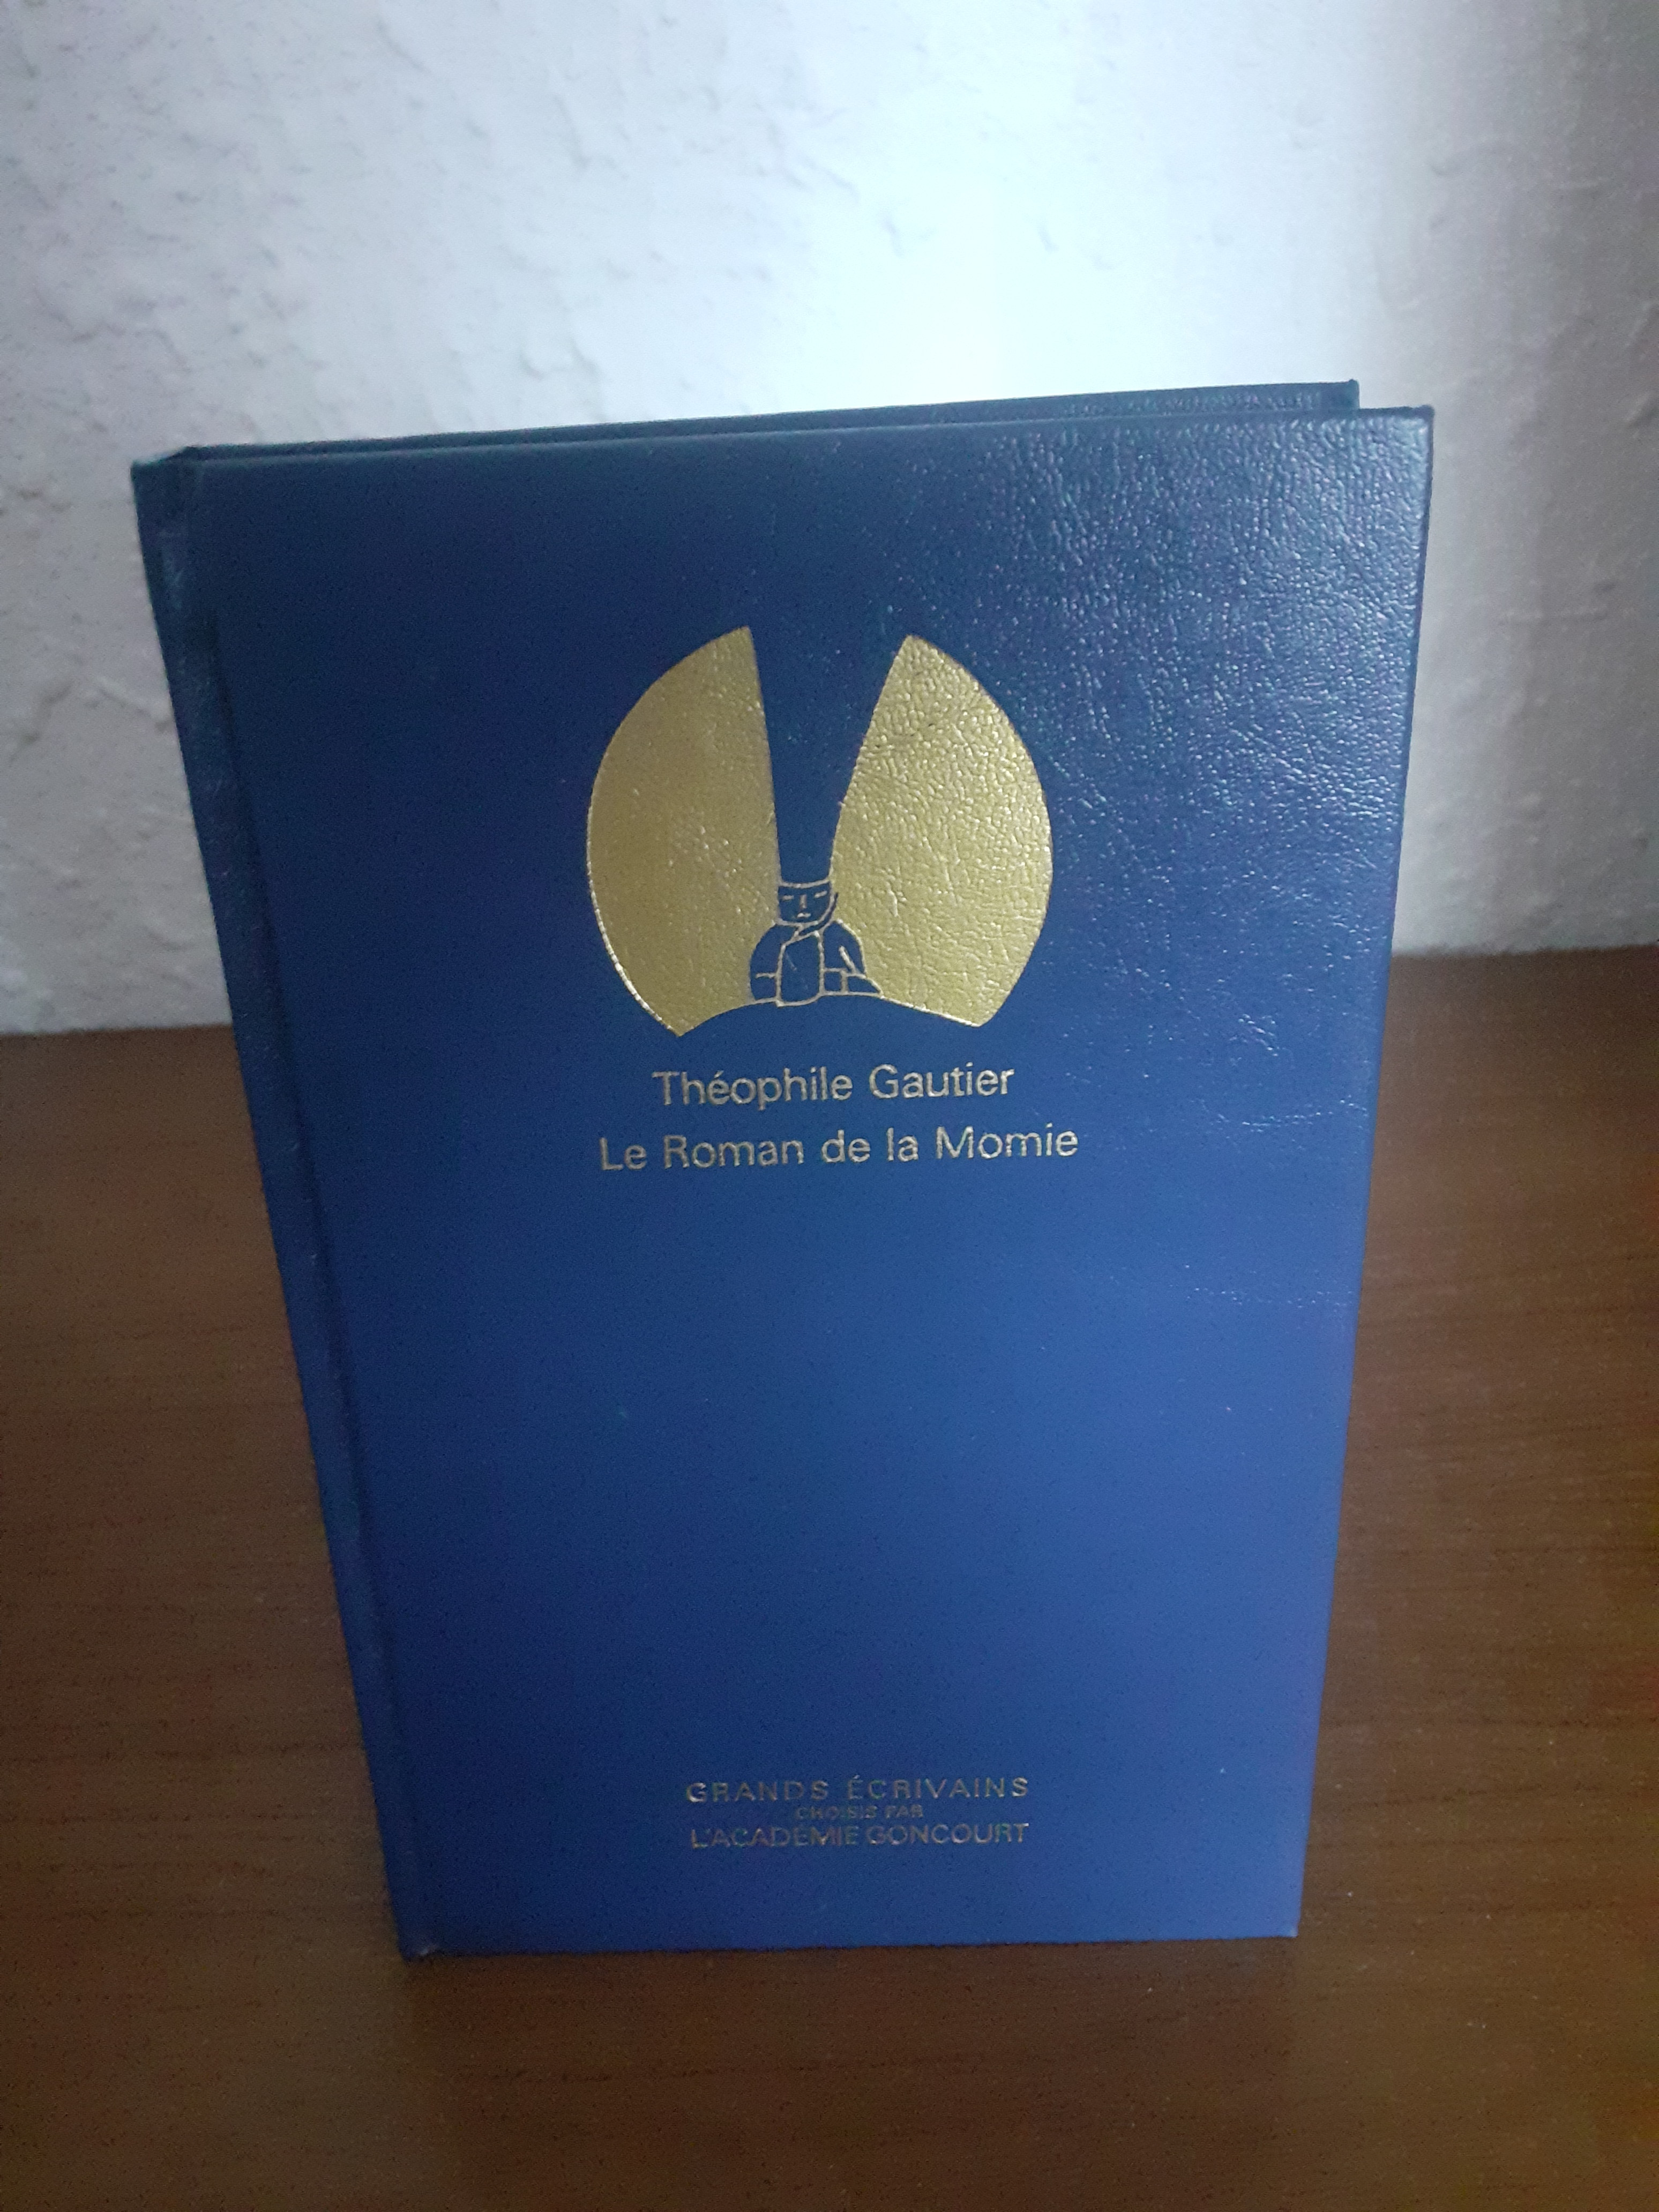 Théophile Gautier
Le Roman de la Momie
GRANDS ÉCRIVAINS
CHOISIS PAR
L'ACADÉMIE GONCOURT